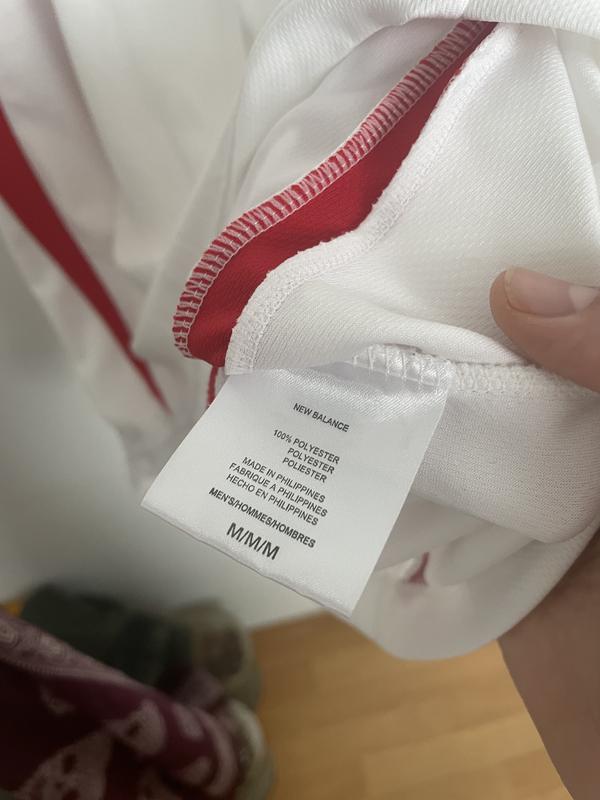 NEW BALANCE
100% POLYESTER
POLYESTER
POLIESTER
MADE IN PHILIPPINES
FABRIQUE A PHILIPPINES
HECHO EN PHILIPPINES
MEN'S/HOMMES/HOMBRES
M/M/M